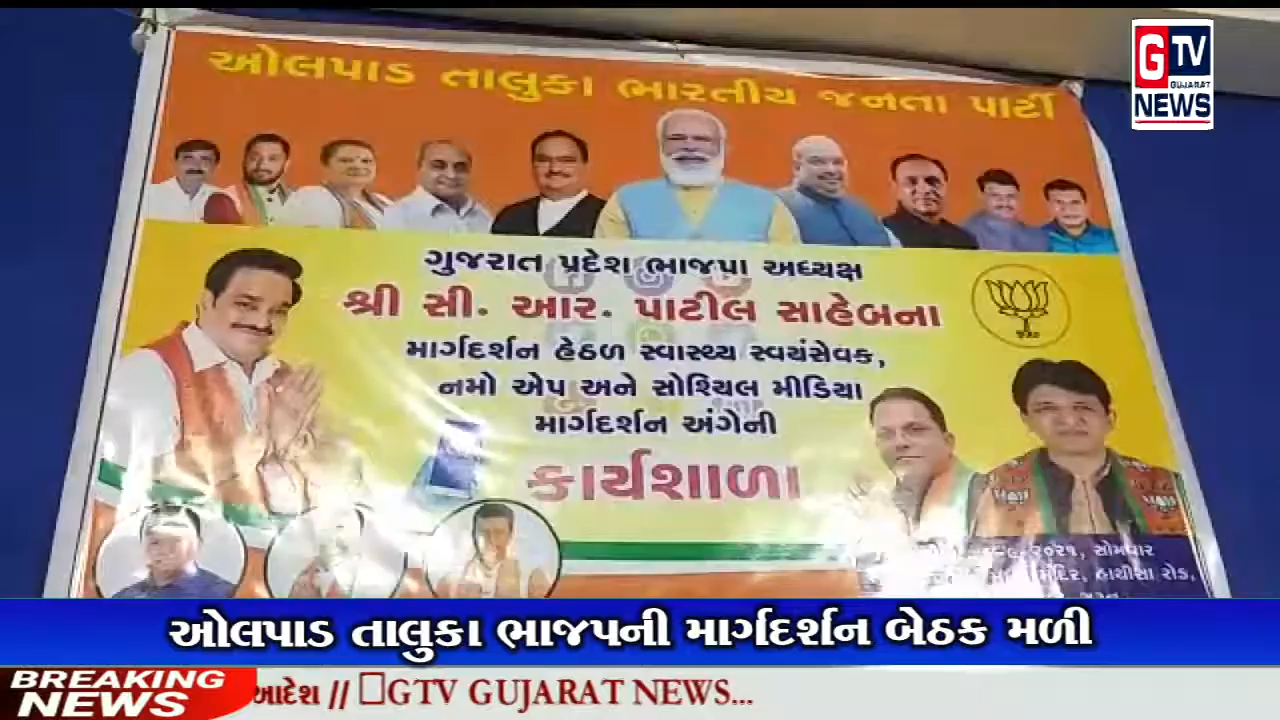 ઓલપાડ તાલુકા ભારતીય જનતા પાર્ટી
GTV
GUJARAT
NEWS
ગુજરાત પ્રદેશ ભાજપા અધ્યક્ષ
શ્રી સી. આર. પાટીલ સાહેબના
માર્ગદર્શન હેઠળ સ્વાસ્થ્ય સ્વયંસેવક,
નમો એપ અને સોશ્યિલ મીડિયા
માર્ગદર્શન અંગેની
કાર્યશાળા
૨૦૨૧, સોમવાર
મંદિર, હાથીસા રોડ,
ઓલપાડ તાલુકા ભાજપની માર્ગદર્શન બેઠક મળી
BREAKING
NEWS
આદેશ // GTV GUJARAT NEWS...